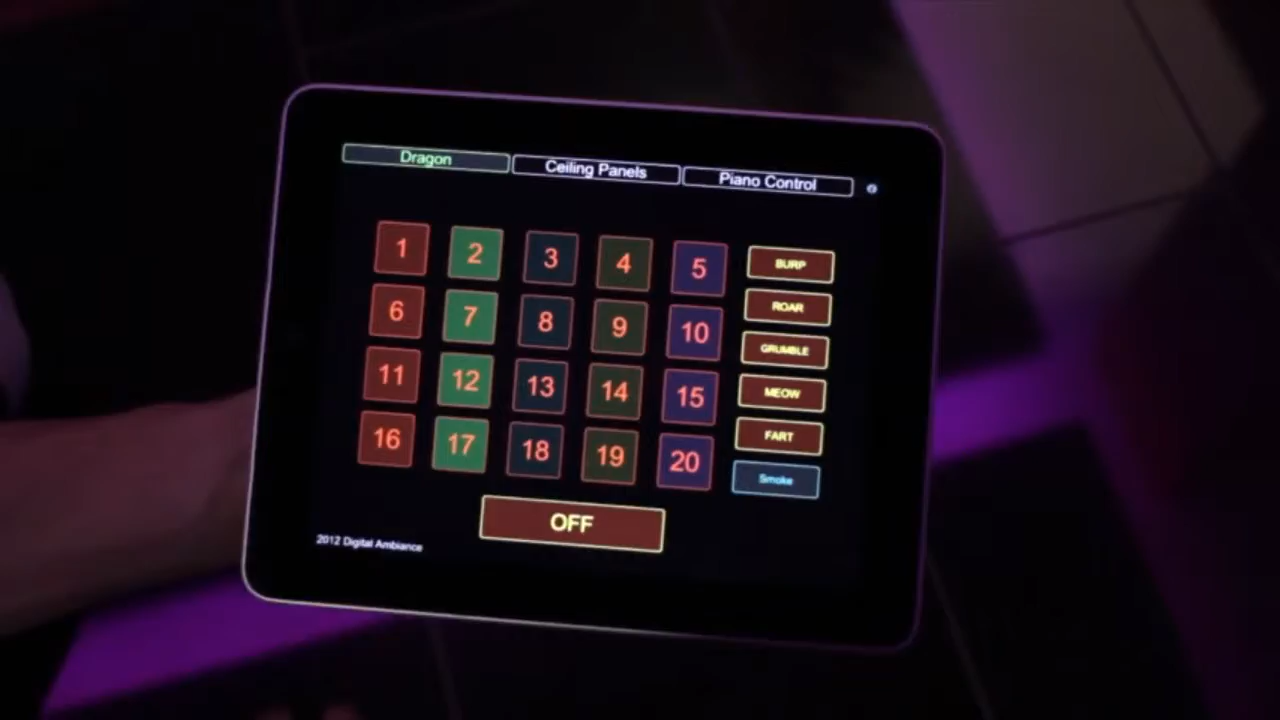 Dragon
Ceiling Panels
Piano Control
1 2 3 4 5
BURP
6 7 8 9 10
ROAR
GRUMBLE
11 12 13 14 15
MEOW
16 17 18 19 20
FART
Smoke
OFF
2012 Digital Ambiance